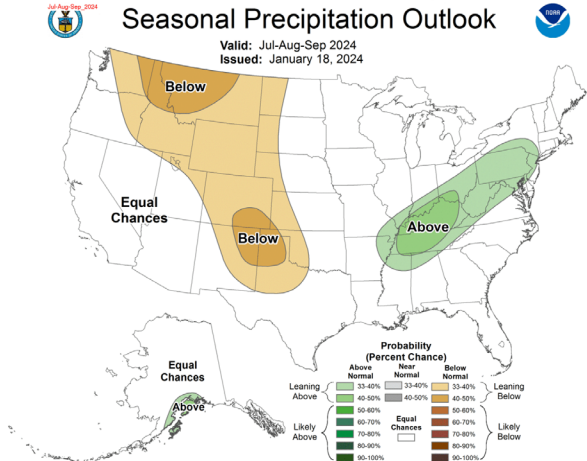 Jul-Aug-Sep_2024
NOAA
Seasonal Precipitation Outlook
Valid: Jul-Aug-Sep 2024
Issued: January 18, 2024
Below
Equal
Chances
Below
Above
Equal
Chances
Above
Probability
(Percent Chance)
Above
Normal
Near
Normal
Below
Normal
Leaning
Above
33-40%
40-50%
33-40%
40-50%
33-40%
40-50%
Leaning
Below
Likely
Above
50-60%
60-70%
70-80%
80-90%
90-100%
Equal
Chances
50-60%
60-70%
70-80%
80-90%
90-100%
Likely
Below